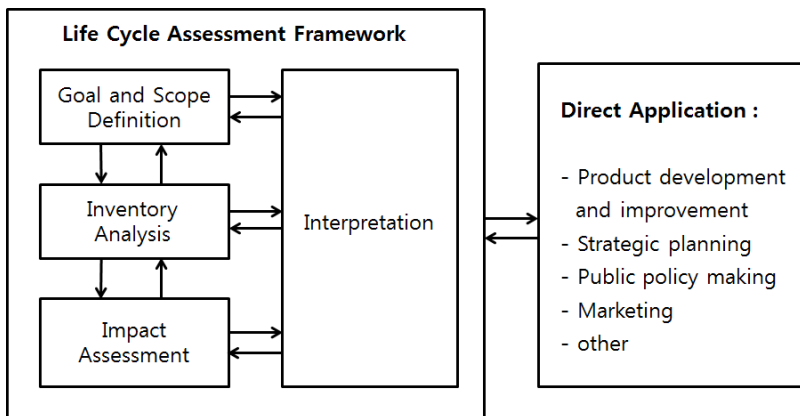 Life Cycle Assessment Framework
Goal and Scope
Definition
Inventory
Analysis
Impact
Assessment
Interpretation
Direct Application :
- Product development
and improvement
- Strategic planning
- Public policy making
- Marketing
- other